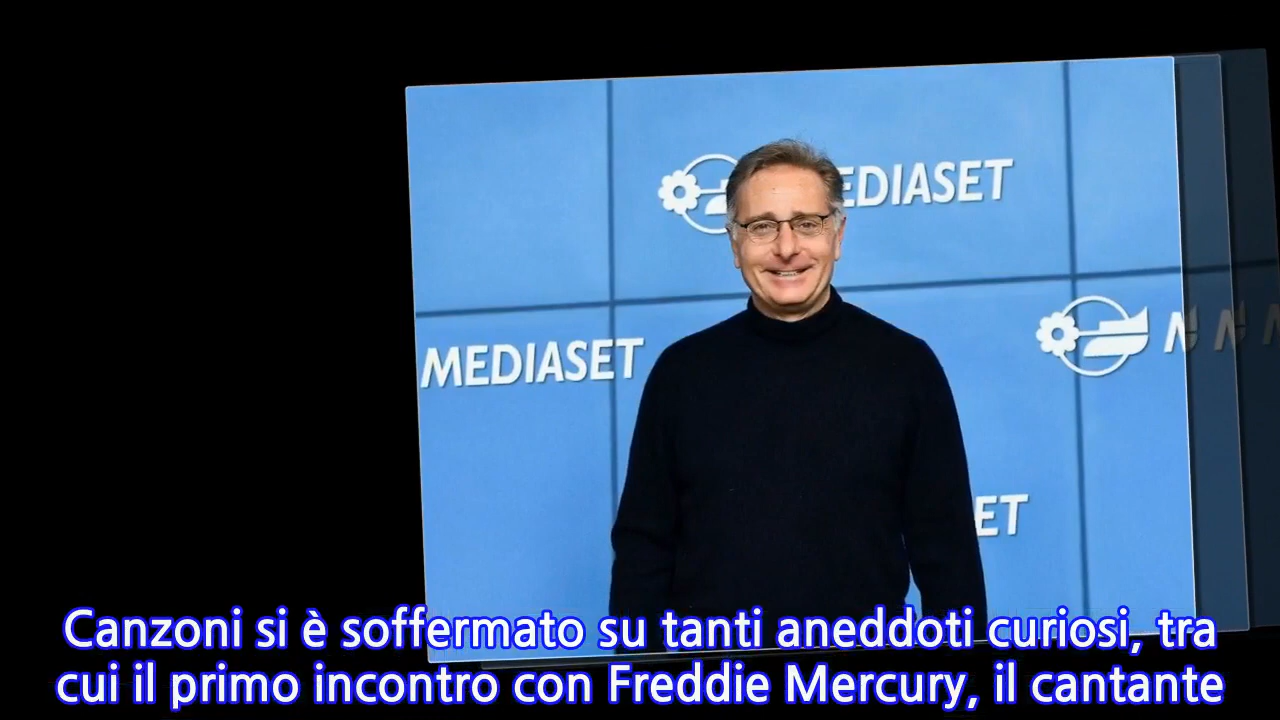 MEDIASET
MEDIASET
Canzoni si è soffermato su tanti aneddoti curiosi, tra
cui il primo incontro con Freddie Mercury, il cantante